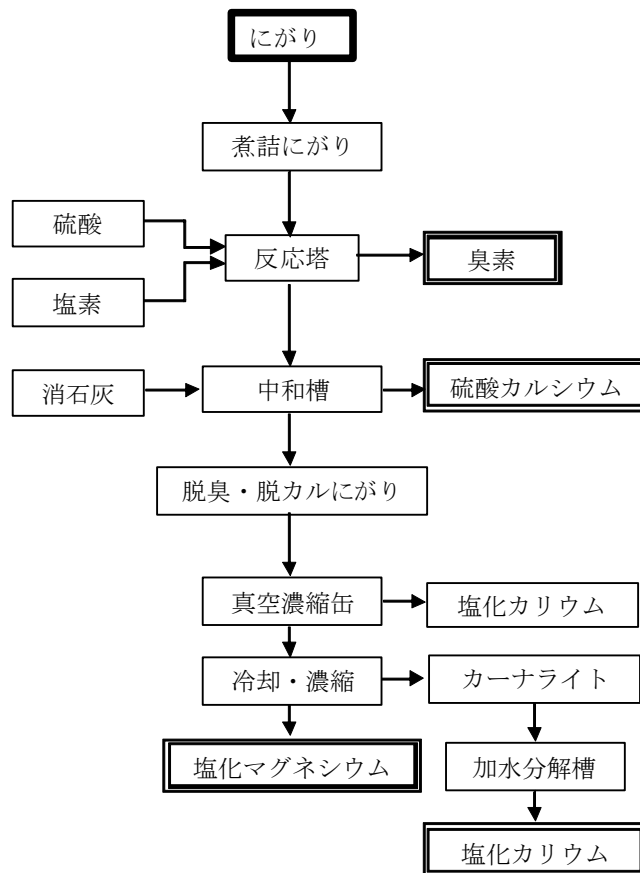 にがり
煮詰にがり
硫酸
反応塔
臭素
塩素
消石灰
中和槽
硫酸カルシウム
脱臭・脱カルにがり
真空濃縮缶
塩化カリウム
冷却・濃縮
カーナライト
塩化マグネシウム
加水分解槽
塩化カリウム